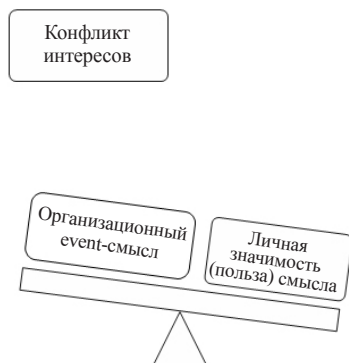 Конфликт
интересов
Организационный
event-смысл
Личная
значимость
(польза) смысла